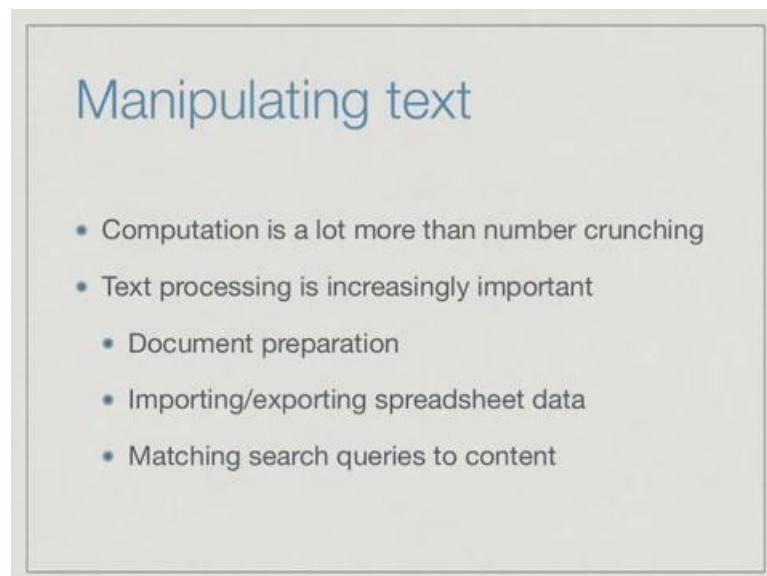 Manipulating text
• Computation is a lot more than number crunching
• Text processing is increasingly important
• Document preparation
• Importing/exporting spreadsheet data
• Matching search queries to content